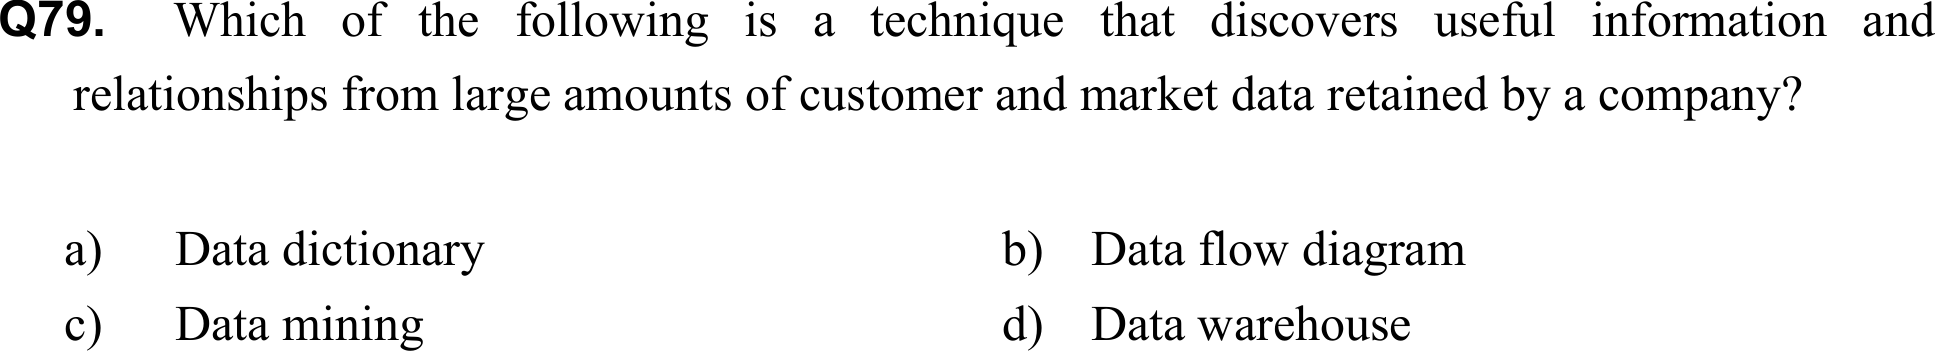 Q79. Which of the following is a technique that discovers useful information and
relationships from large amounts of customer and market data retained by a company?
a) Data dictionary b) Data flow diagram
c) Data mining d) Data warehouse